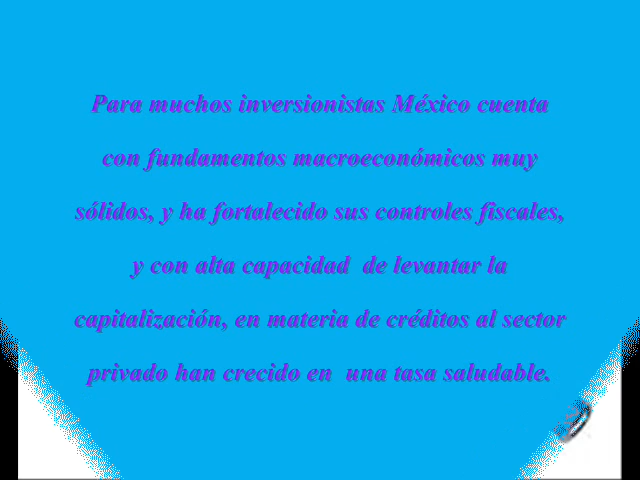 Para muchos inversionistas México cuenta
con fundamentos macroeconómicos muy
sólidos, y ha fortalecido sus controles fiscales,
y con alta capacidad  de levantar la
capitalización, en materia de créditos al sector
privado han crecido en  una tasa saludable.